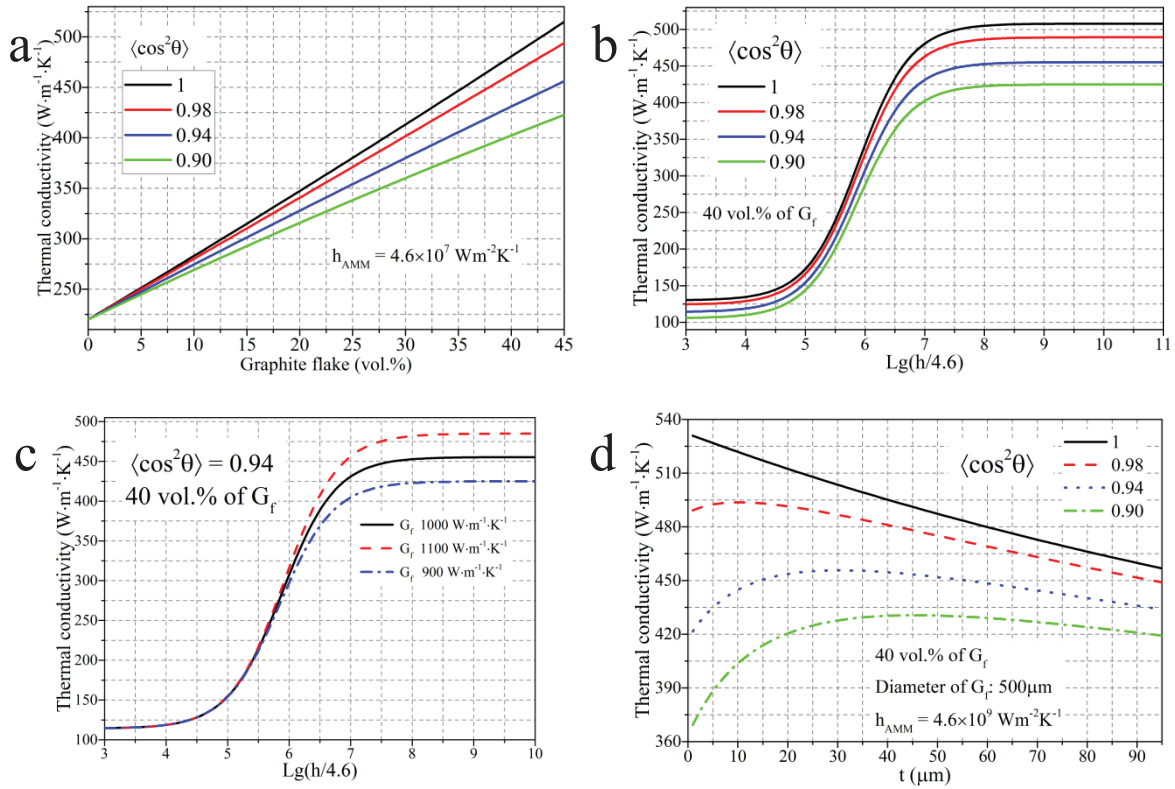 a
Thermal conductivity (W·m⁻¹·K⁻¹)
500
450
400
350
300
250
⟨cos²θ⟩
1
0.98
0.94
0.90
h_AMM = 4.6×10⁷ Wm⁻²K⁻¹
0 5 10 15 20 25 30 35 40 45
Graphite flake (vol.%)
b
Thermal conductivity (W·m⁻¹·K⁻¹)
500
450
400
350
300
250
200
150
100
⟨cos²θ⟩
1
0.98
0.94
0.90
40 vol.% of G_f
3 4 5 6 7 8 9 10 11
Lg(h/4.6)
c
Thermal conductivity (W·m⁻¹·K⁻¹)
500
450
400
350
300
250
200
150
100
⟨cos²θ⟩ = 0.94
40 vol.% of G_f
G_f 1000 W·m⁻¹·K⁻¹
G_f 1100 W·m⁻¹·K⁻¹
G_f 900 W·m⁻¹·K⁻¹
3 4 5 6 7 8 9 10
Lg(h/4.6)
d
Thermal conductivity (W·m⁻¹·K⁻¹)
540
510
480
450
420
390
360
⟨cos²θ⟩
1
0.98
0.94
0.90
40 vol.% of G_f
Diameter of G_f: 500μm
h_AMM = 4.6×10⁹ Wm⁻²K⁻¹
0 10 20 30 40 50 60 70 80 90
t (μm)